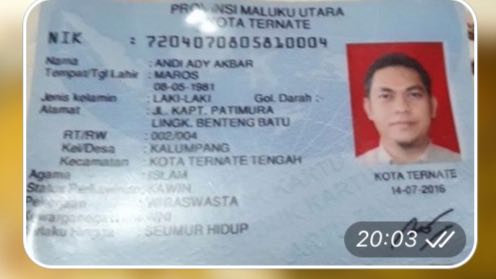 PROVINSI MALUKU UTARA
KOTA TERNATE
NIK : 7204070805810004
Nama : ANDI ADY AKBAR
Tempat/Tgl Lahir : MAROS
08-05-1981
Jenis kelamin : LAKI-LAKI Gol. Darah :
Alamat : JL. KAPT. PATIMURA
LINGK. BENTENG BATU
RT/RW : 002/004
Kel/Desa : KALUMPANG
Kecamatan : KOTA TERNATE TENGAH
Agama : ISLAM
Status Perkawinan : KAWIN
Pekerjaan : WIRASWASTA
Kewarganegaraan : WNI
Berlaku Hingga : SEUMUR HIDUP
KOTA TERNATE
14-07-2016
20:03